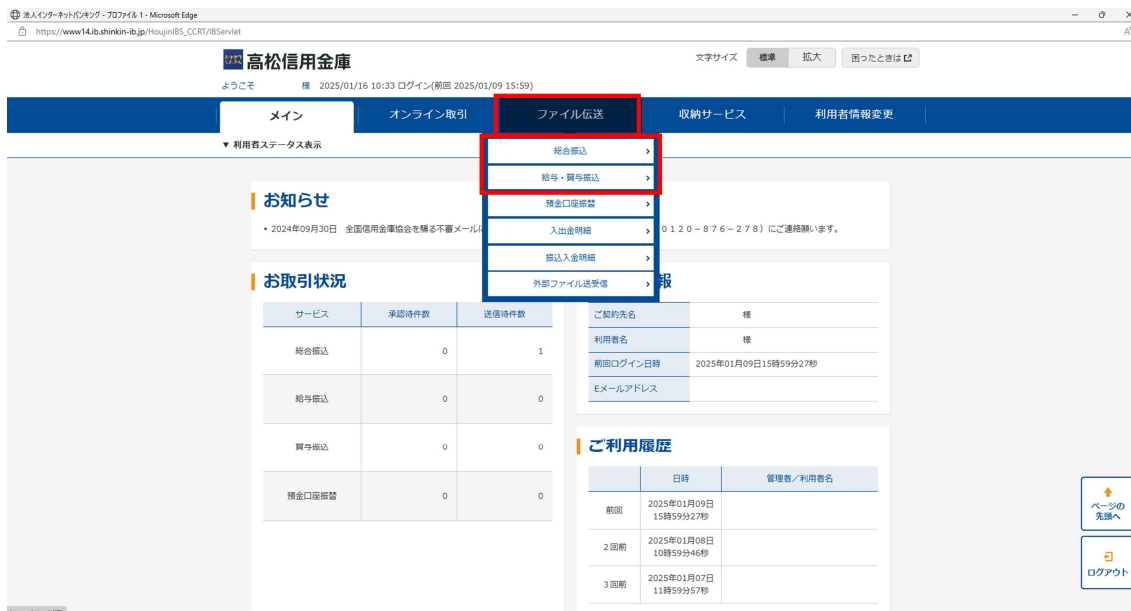 法人インターネットバンキング - プロファイル 1 - Microsoft Edge
https://www14.ib.shinkin-ib.jp/HoujinIBS_CCRT/IBServlet
高松信用金庫
文字サイズ 標準 拡大 困ったときは
ようこそ 様 2025/01/16 10:33 ログイン(前回 2025/01/09 15:59)
メイン オンライン取引 ファイル伝送 収納サービス 利用者情報変更
▼ 利用者ステータス表示
総合振込
給与・賞与振込
預金口座振替
入出金明細
振込入金明細
外部ファイル送受信
お知らせ
• 2024年09月30日 全国信用金庫協会を騙る不審メールに 0120-876-278)にご連絡願います。
お取引状況
サービス 承認待件数 送信待件数
総合振込 0 1
給与振込 0 0
賞与振込 0 0
預金口座振替 0 0
報
ご契約先名 様
利用者名 様
前回ログイン日時 2025年01月09日15時59分27秒
Eメールアドレス
ご利用履歴
日時 管理者/利用者名
前回 2025年01月09日
15時59分27秒
2回前 2025年01月08日
10時59分46秒
3回前 2025年01月07日
11時59分57秒
ページの
先頭へ
ログアウト